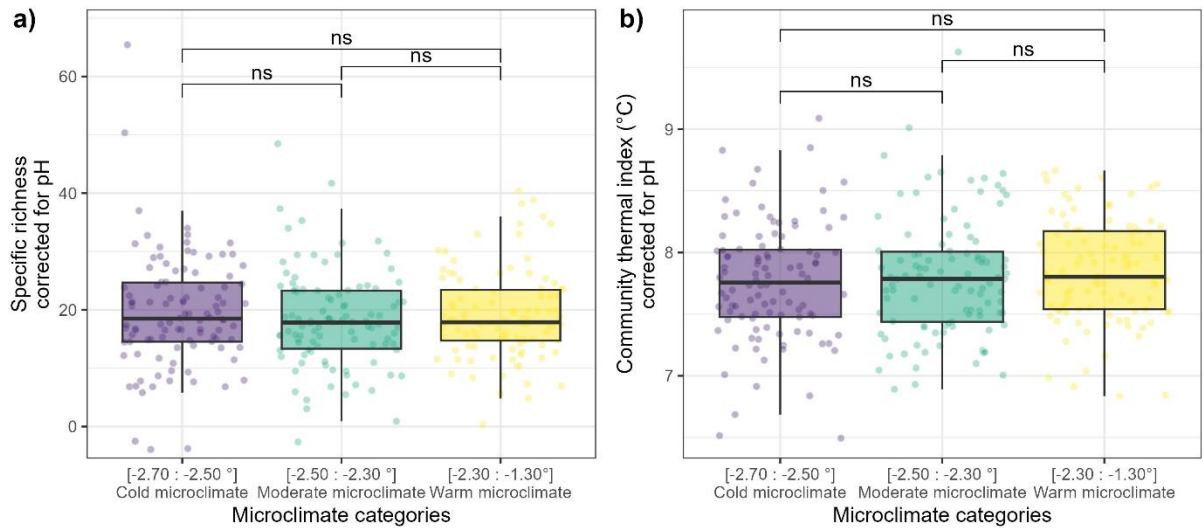 a)
Specific richness
corrected for pH
60
40
20
0
ns
ns
ns
[-2.70 : -2.50 °] [-2.50 : -2.30 °] [-2.30 : -1.30°]
Cold microclimate Moderate microclimate Warm microclimate
Microclimate categories
b)
Community thermal index (°C)
corrected for pH
9
8
7
ns
ns
ns
[-2.70 : -2.50 °] [-2.50 : -2.30 °] [-2.30 : -1.30°]
Cold microclimate Moderate microclimate Warm microclimate
Microclimate categories